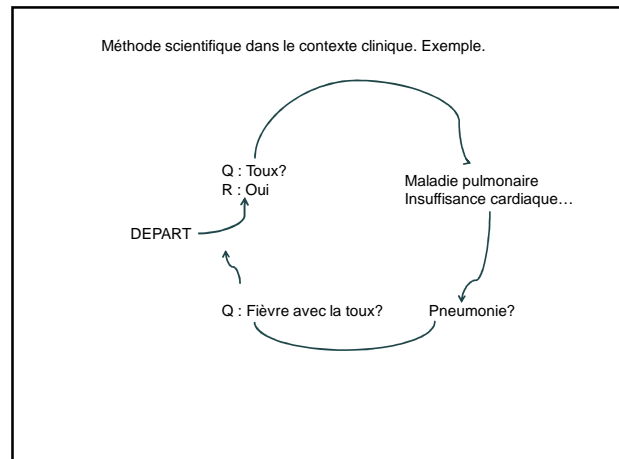 Méthode scientifique dans le contexte clinique. Exemple.
Q : Toux?
R : Oui
Maladie pulmonaire
Insuffisance cardiaque…
DEPART
Q : Fièvre avec la toux?
Pneumonie?